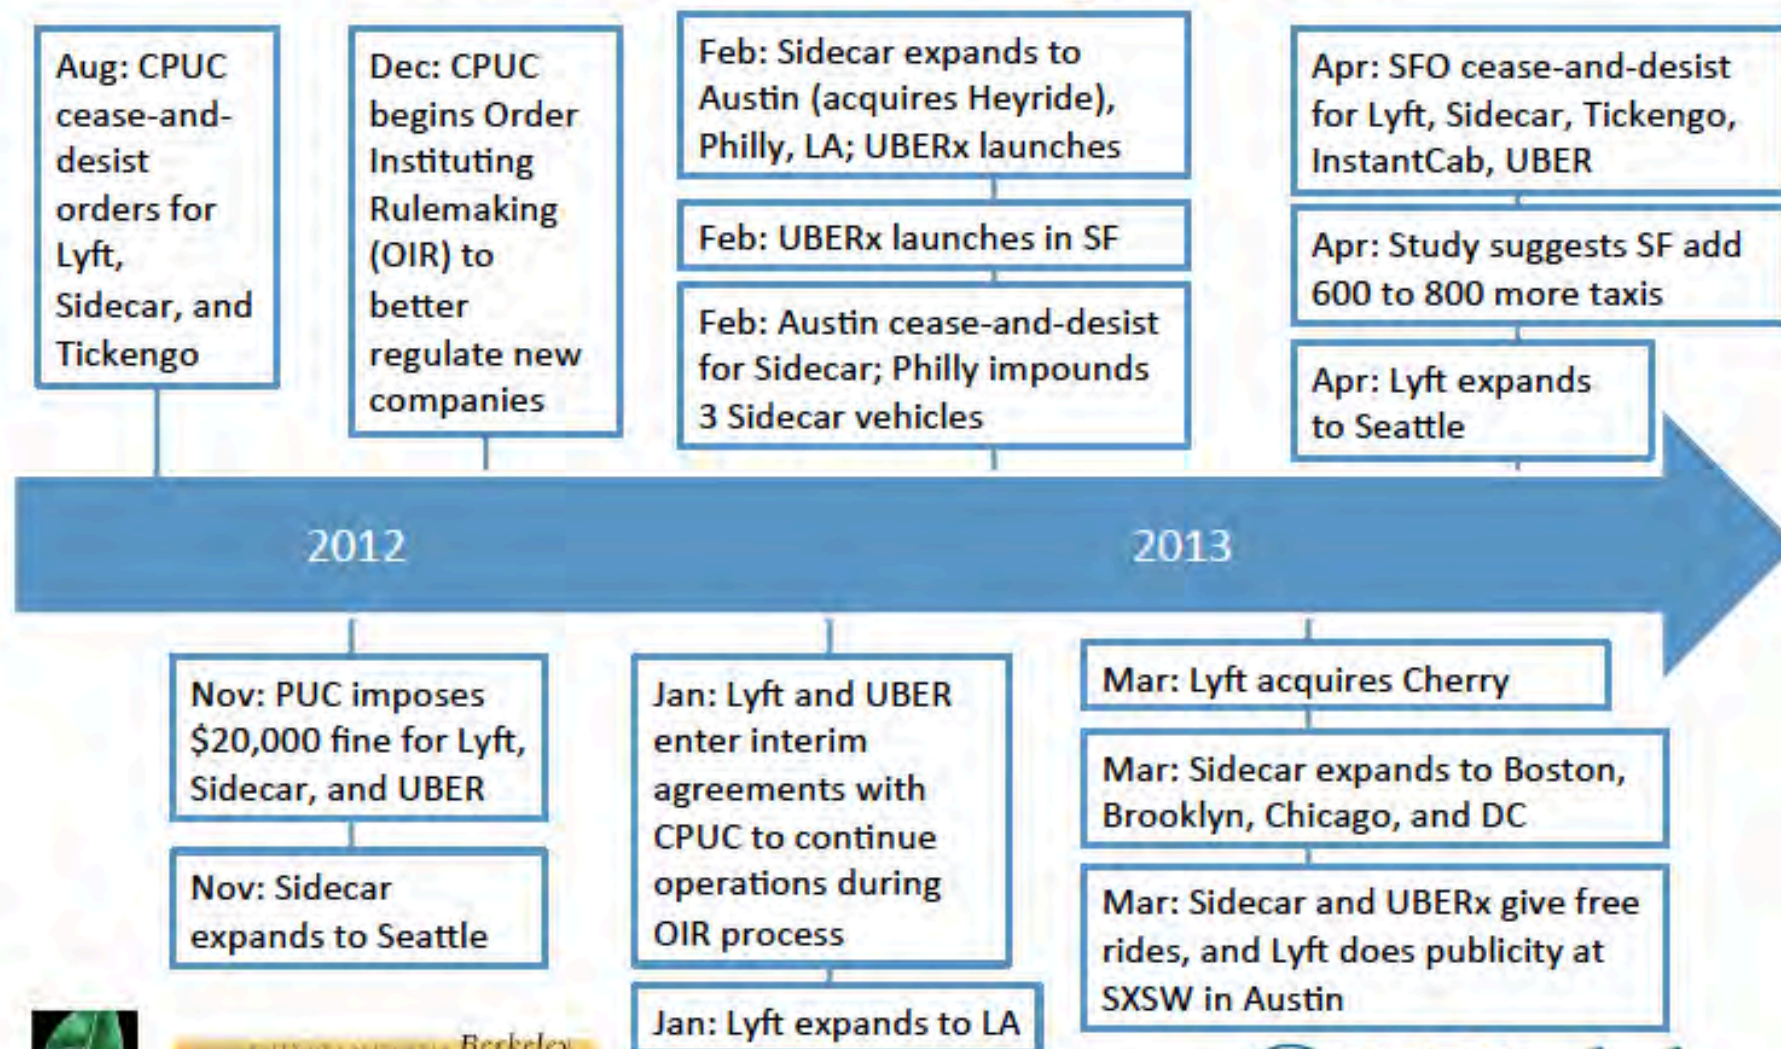 Aug: CPUC
cease-and-
desist
orders for
Lyft,
Sidecar, and
Tickengo
Dec: CPUC
begins Order
Instituting
Rulemaking
(OIR) to
better
regulate new
companies
Feb: Sidecar expands to
Austin (acquires Heyride),
Philly, LA; UBERx launches
Feb: UBERx launches in SF
Feb: Austin cease-and-desist
for Sidecar; Philly impounds
3 Sidecar vehicles
Apr: SFO cease-and-desist
for Lyft, Sidecar, Tickengo,
InstantCab, UBER
Apr: Study suggests SF add
600 to 800 more taxis
Apr: Lyft expands
to Seattle
2012
2013
Nov: PUC imposes
$20,000 fine for Lyft,
Sidecar, and UBER
Nov: Sidecar
expands to Seattle
Jan: Lyft and UBER
enter interim
agreements with
CPUC to continue
operations during
OIR process
Jan: Lyft expands to LA
Mar: Lyft acquires Cherry
Mar: Sidecar expands to Boston,
Brooklyn, Chicago, and DC
Mar: Sidecar and UBERx give free
rides, and Lyft does publicity at
SXSW in Austin
Berkeley